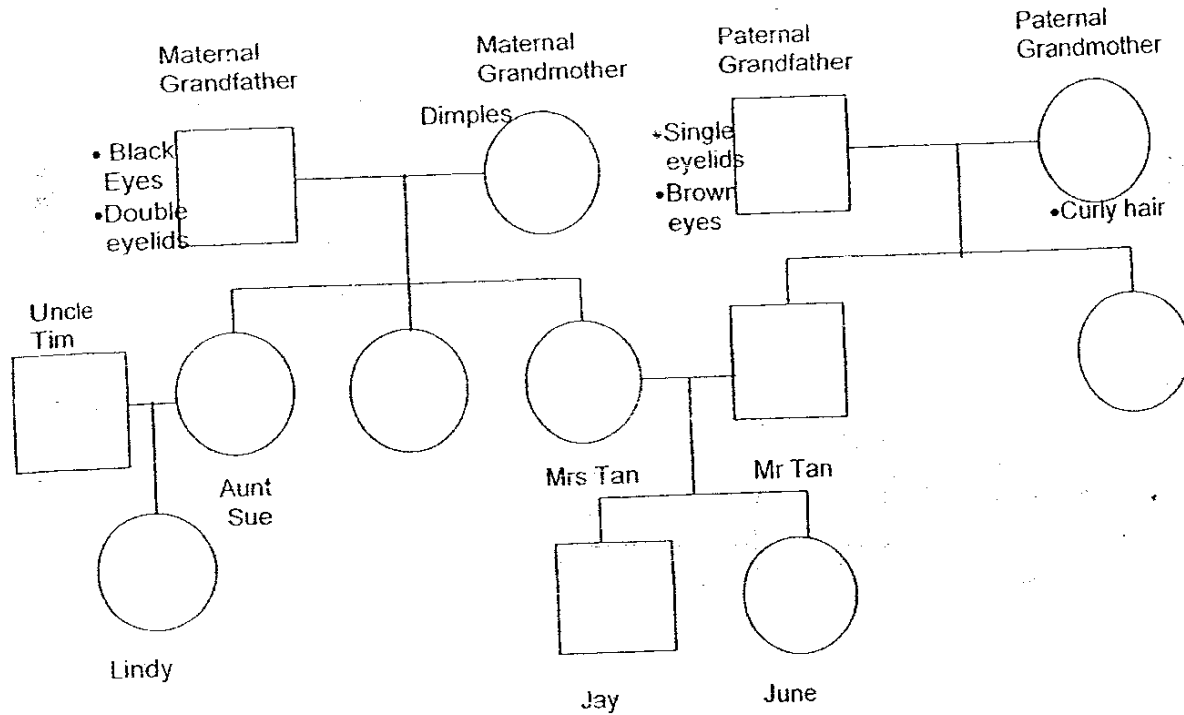 Maternal
Grandfather
Maternal
Grandmother
Paternal
Grandfather
Paternal
Grandmother
• Black
Eyes
•Double
eyelids
Dimples
•Single
eyelids
•Brown
eyes
•Curly hair
Uncle
Tim
Aunt
Sue
Mrs Tan
Mr Tan
Lindy
Jay
June